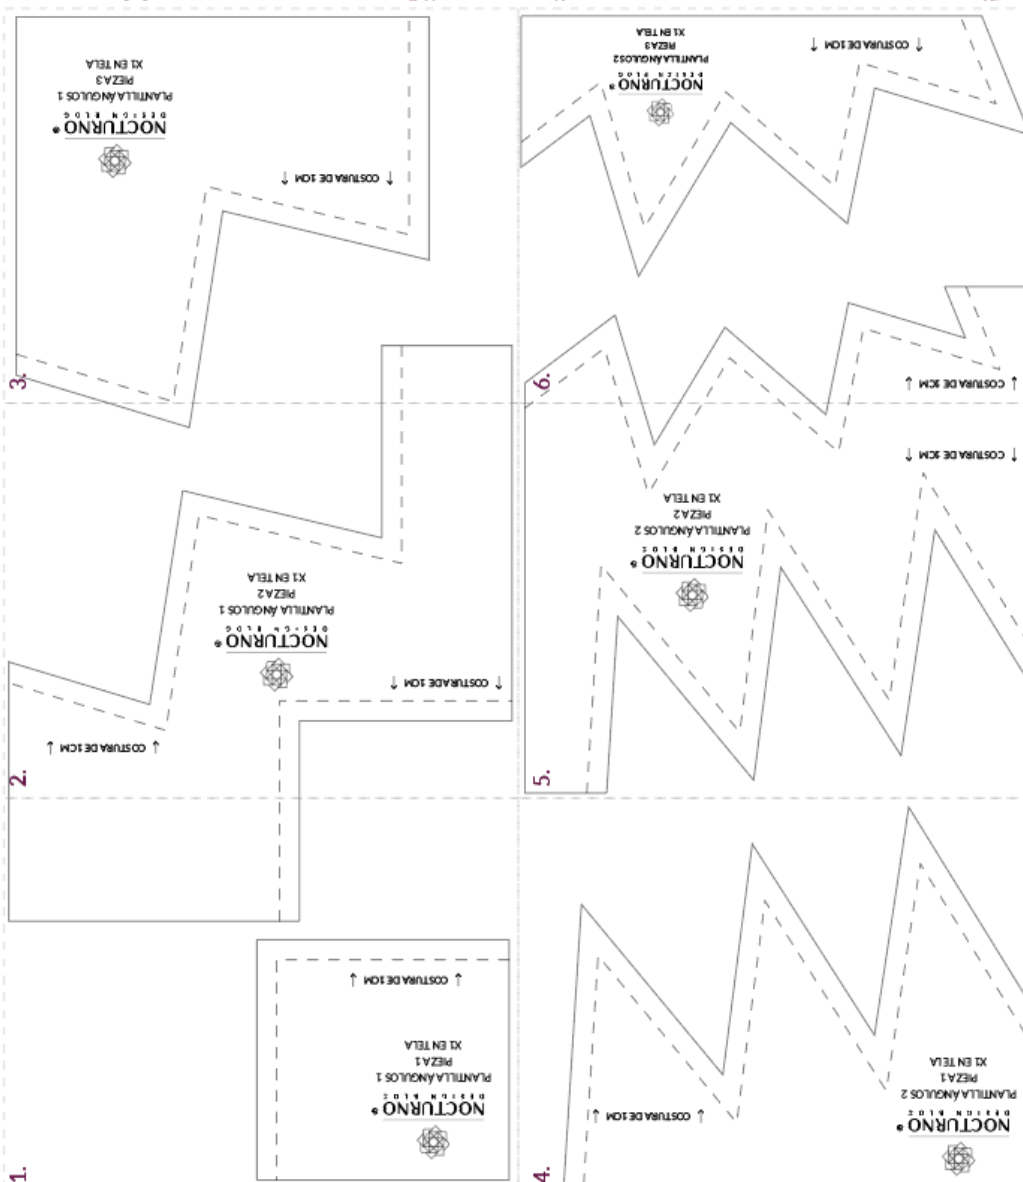 1.
NOCTURNO ®
DESIGN BLOG
PLANTILLA ÁNGULOS 1
PIEZA 1
X1 EN TELA
↑ COSTURA DE 1CM ↑
2.
↑ COSTURA DE 1CM ↑
↑ COSTURA DE 1CM ↑
NOCTURNO ®
DESIGN BLOG
PLANTILLA ÁNGULOS 1
PIEZA 2
X1 EN TELA
3.
↑ COSTURA DE 1CM ↑
NOCTURNO ®
DESIGN BLOG
PLANTILLA ÁNGULOS 1
PIEZA 3
X1 EN TELA
4.
NOCTURNO ®
DESIGN BLOG
PLANTILLA ÁNGULOS 2
PIEZA 1
X1 EN TELA
↑ COSTURA DE 1CM ↑
5.
NOCTURNO ®
DESIGN BLOG
PLANTILLA ÁNGULOS 2
PIEZA 2
X1 EN TELA
↑ COSTURA DE 1CM ↑
6.
↑ COSTURA DE 1CM ↑
NOCTURNO ®
DESIGN BLOG
PLANTILLA ÁNGULOS 2
PIEZA 3
X1 EN TELA
↑ COSTURA DE 1CM ↑